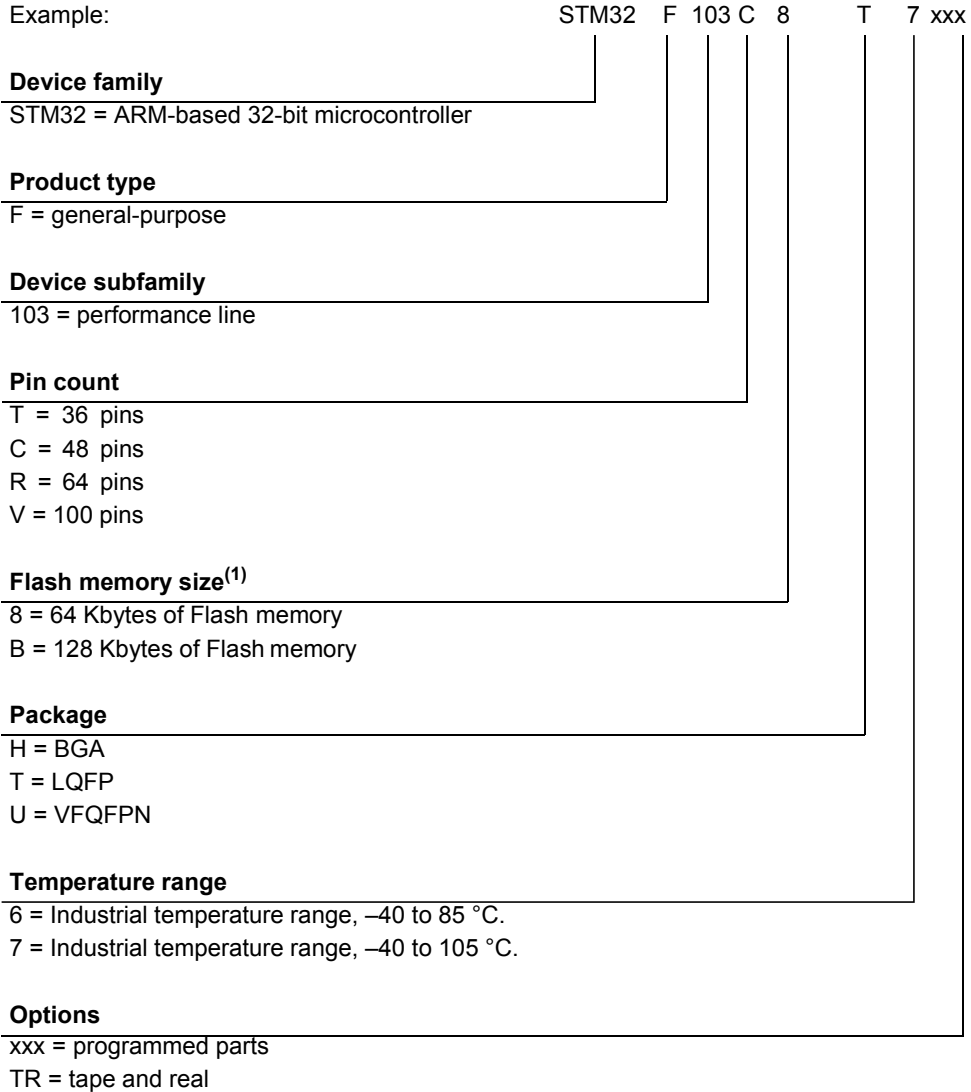 Example: STM32 F 103 C 8 T 7 xxx
Device family
STM32 = ARM-based 32-bit microcontroller
Product type
F = general-purpose
Device subfamily
103 = performance line
Pin count
T = 36 pins
C = 48 pins
R = 64 pins
V = 100 pins
Flash memory size(1)
8 = 64 Kbytes of Flash memory
B = 128 Kbytes of Flash memory
Package
H = BGA
T = LQFP
U = VFQFPN
Temperature range
6 = Industrial temperature range, –40 to 85 °C.
7 = Industrial temperature range, –40 to 105 °C.
Options
xxx = programmed parts
TR = tape and real